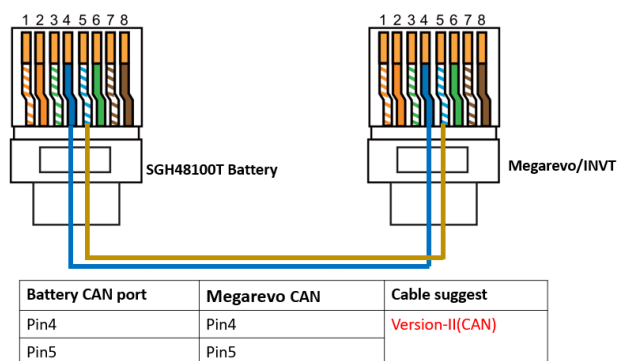 1 2 3 4 5 6 7 8
1 2 3 4 5 6 7 8
SGH48100T Battery
Megarevo/INVT
Battery CAN port Megarevo CAN Cable suggest
Pin4 Pin4 Version-II(CAN)
Pin5 Pin5